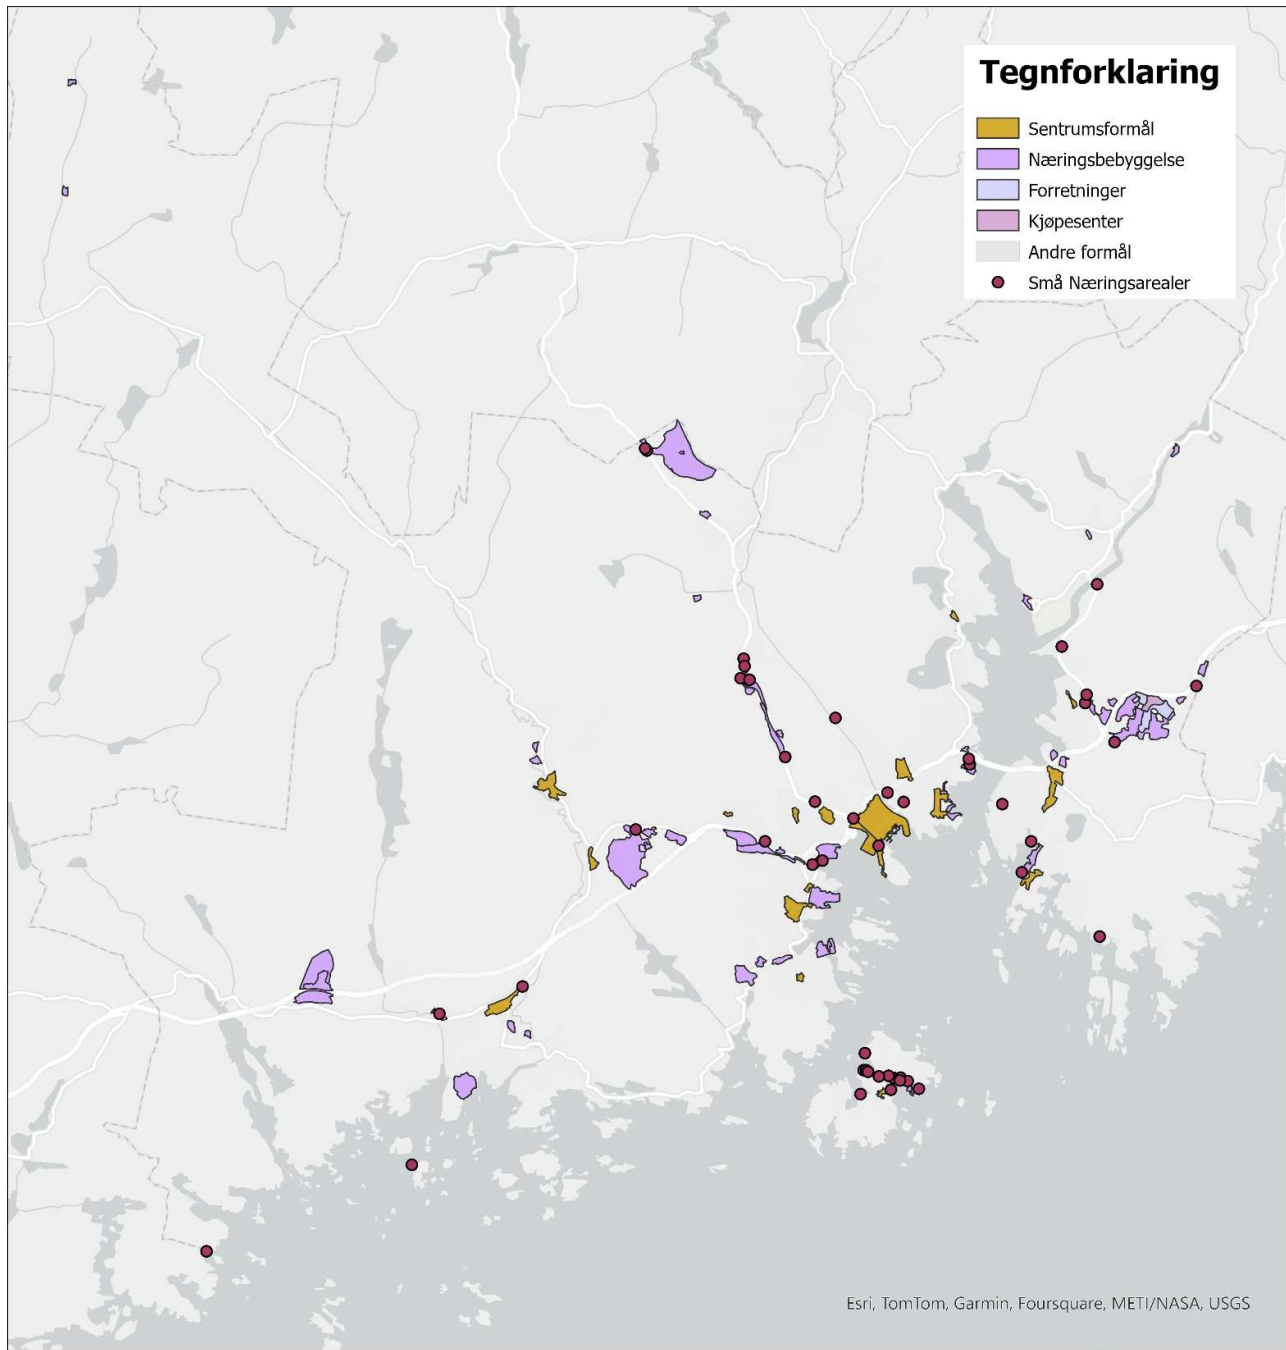 Tegnforklaring
Sentrumsformål
Næringsbebyggelse
Forretninger
Kjøpesenter
Andre formål
Små Næringsarealer
Esri, TomTom, Garmin, Foursquare, METI/NASA, USGS